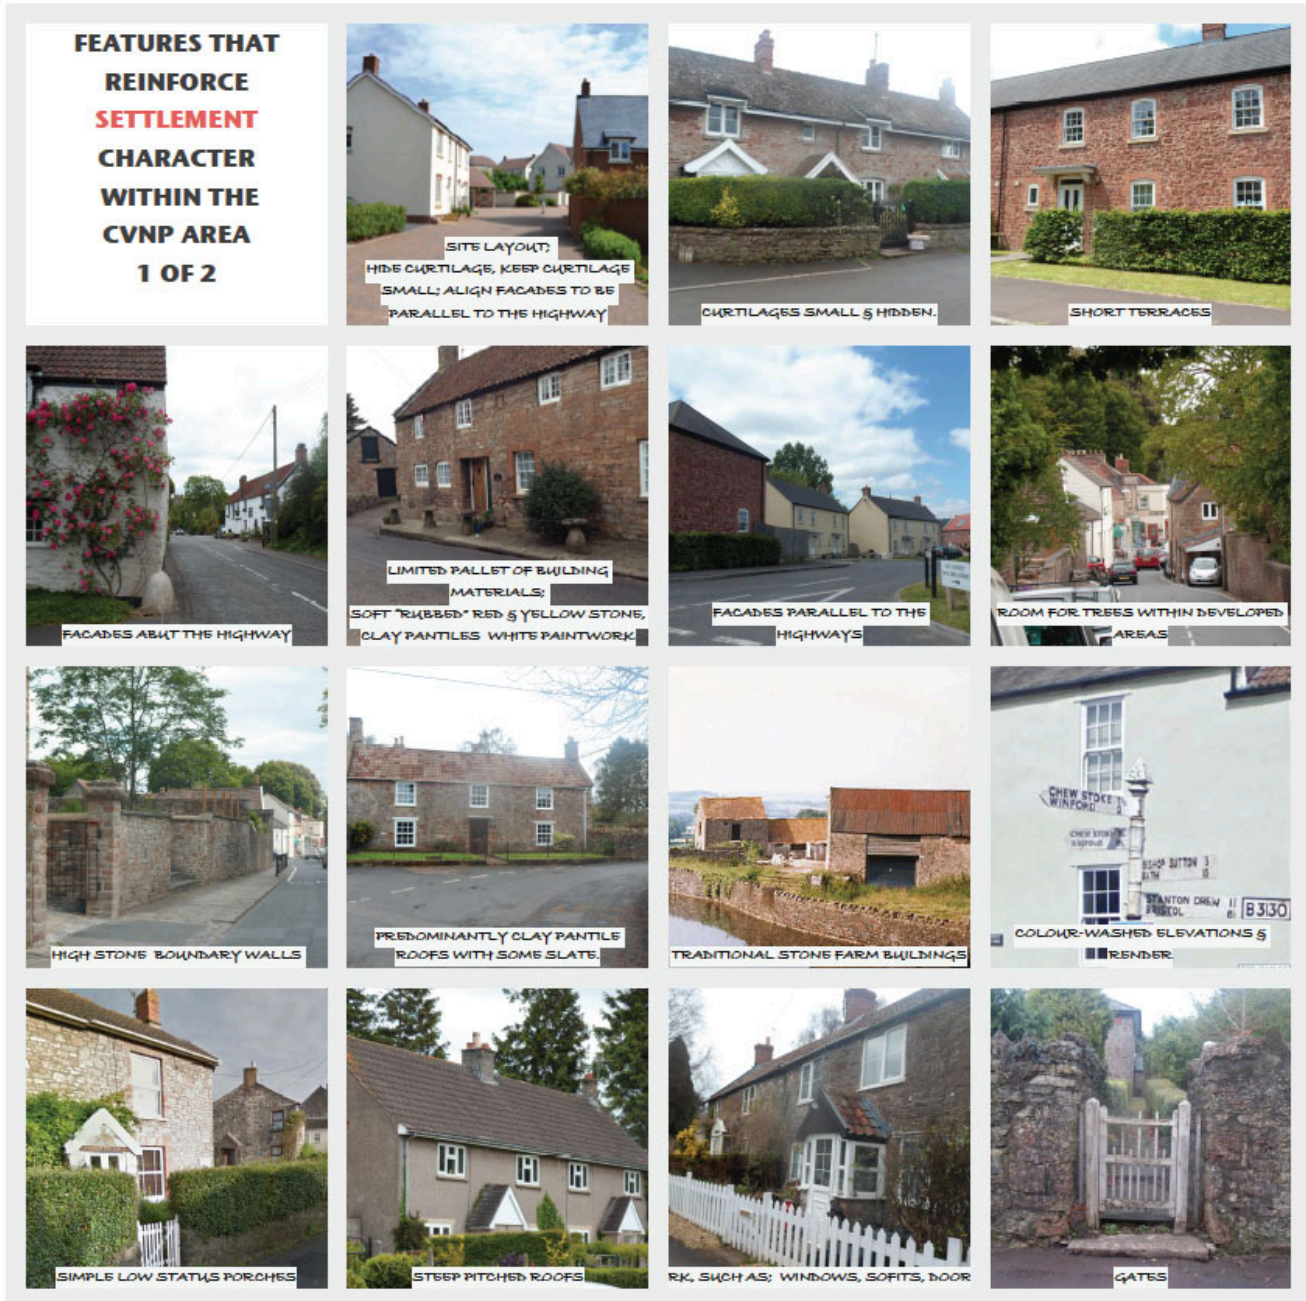 FEATURES THAT
REINFORCE
SETTLEMENT
CHARACTER
WITHIN THE
CVNP AREA
1 OF 2
SITE LAYOUT;
HIDE CURTILAGE, KEEP CURTILAGE
SMALL; ALIGN FACADES TO BE
PARALLEL TO THE HIGHWAY
CURTILAGES SMALL & HIDDEN.
SHORT TERRACES
FACADES ABUT THE HIGHWAY
LIMITED PALLET OF BUILDING
MATERIALS;
SOFT "RUBBED" RED & YELLOW STONE,
CLAY PANTILES WHITE PAINTWORK
FACADES PARALLEL TO THE
HIGHWAYS
ROOM FOR TREES WITHIN DEVELOPED
AREAS
HIGH STONE BOUNDARY WALLS
PREDOMINANTLY CLAY PANTILE
ROOFS WITH SOME SLATE.
TRADITIONAL STONE FARM BUILDINGS
CHEW STOKE
WINFORD
CHEW STOKE
BISHOP SUTTON 3
BATH
STANTON DREW
BRISTOL
B3130
COLOUR-WASHED ELEVATIONS &
RENDER
SIMPLE LOW STATUS PORCHES
STEEP PITCHED ROOFS
RK, SUCH AS; WINDOWS, SOFITS, DOOR
GATES